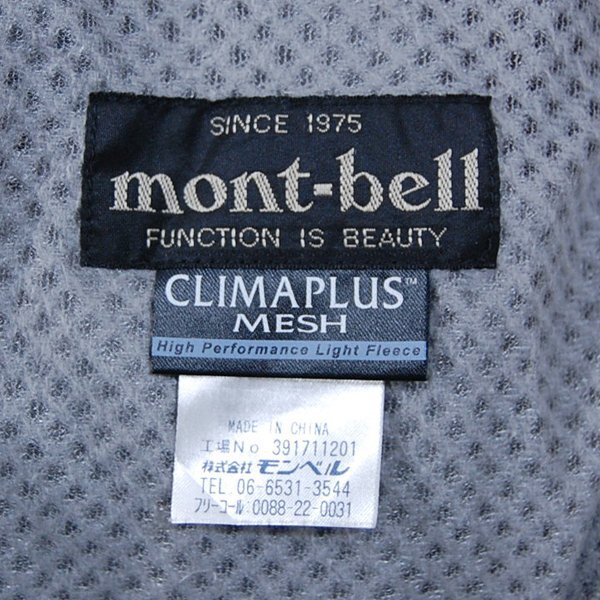 SINCE 1975
mont-bell
FUNCTION IS BEAUTY
CLIMAPLUS™
MESH
High Performance Light Fleece
MADE IN CHINA
工場No 391711201
株式会社 モンベル
TEL.06-6531-3544
フリーコール:0088-22-0031